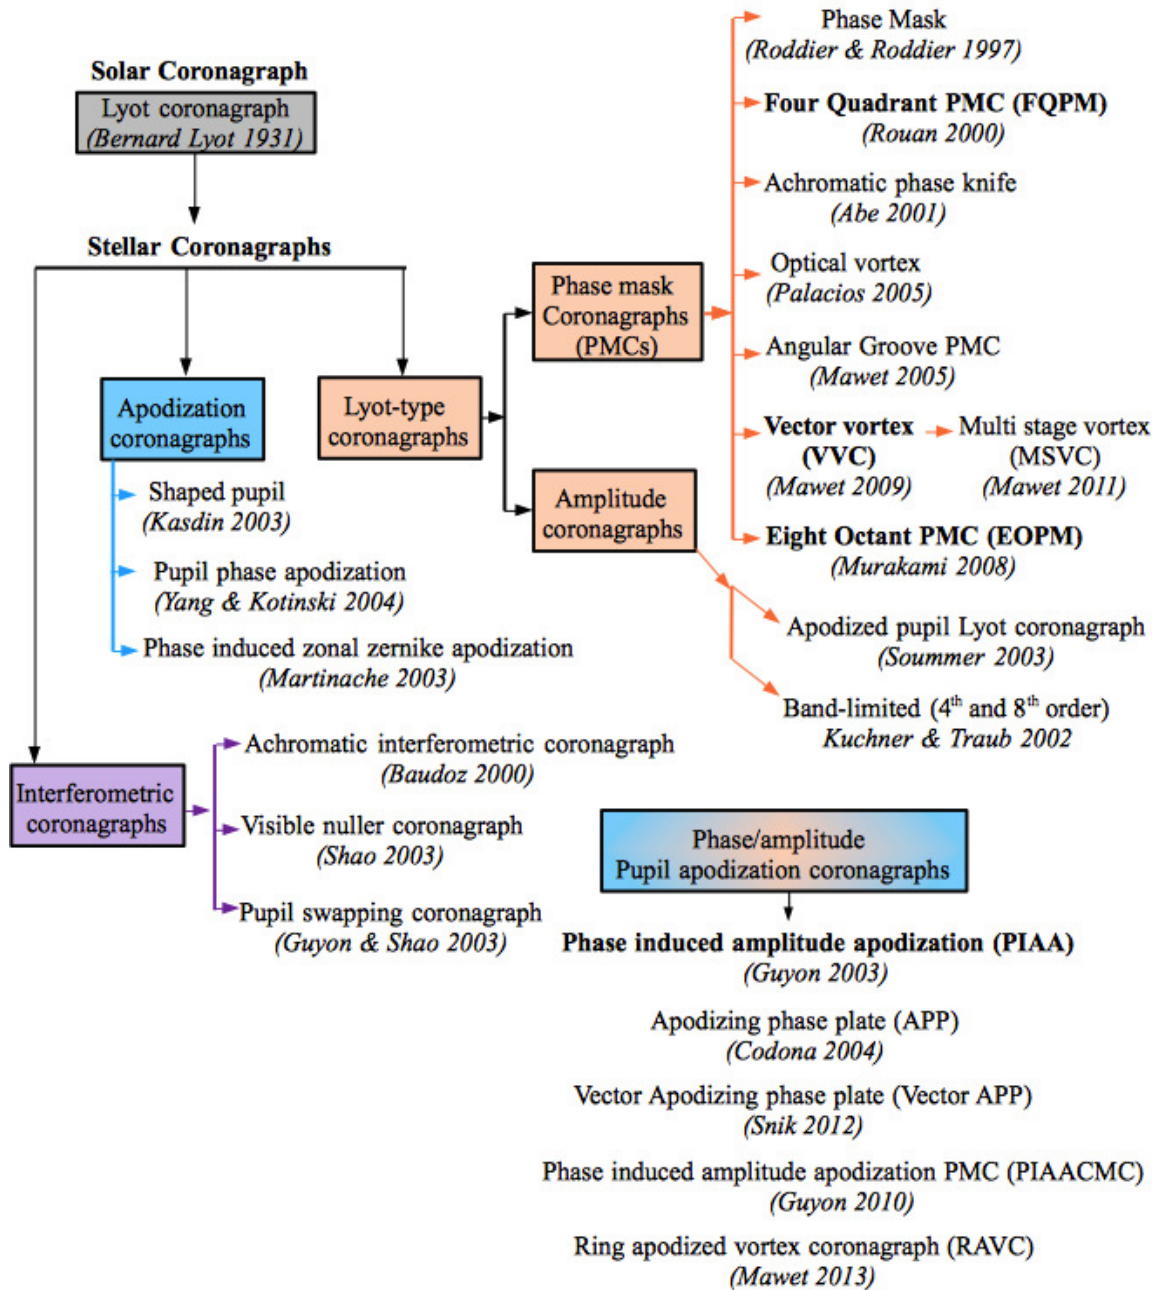 Solar Coronagraph
Lyot coronagraph
(Bernard Lyot 1931)
Stellar Coronagraphs
Apodization
coronagraphs
Shaped pupil
(Kasdin 2003)
Pupil phase apodization
(Yang & Kotinski 2004)
Phase induced zonal zernike apodization
(Martinache 2003)
Lyot-type
coronagraphs
Phase mask
Coronagraphs
(PMCs)
Phase Mask
(Roddier & Roddier 1997)
Four Quadrant PMC (FQPM)
(Rouan 2000)
Achromatic phase knife
(Abe 2001)
Optical vortex
(Palacios 2005)
Angular Groove PMC
(Mawet 2005)
Vector vortex
(VVC)
(Mawet 2009)
Multi stage vortex
(MSVC)
(Mawet 2011)
Eight Octant PMC (EOPM)
(Murakami 2008)
Amplitude
coronagraphs
Apodized pupil Lyot coronagraph
(Soummer 2003)
Band-limited (4th and 8th order)
Kuchner & Traub 2002
Interferometric
coronagraphs
Achromatic interferometric coronagraph
(Baudoz 2000)
Visible nuller coronagraph
(Shao 2003)
Pupil swapping coronagraph
(Guyon & Shao 2003)
Phase/amplitude
Pupil apodization coronagraphs
Phase induced amplitude apodization (PIAA)
(Guyon 2003)
Apodizing phase plate (APP)
(Codona 2004)
Vector Apodizing phase plate (Vector APP)
(Snik 2012)
Phase induced amplitude apodization PMC (PIAACMC)
(Guyon 2010)
Ring apodized vortex coronagraph (RAVC)
(Mawet 2013)